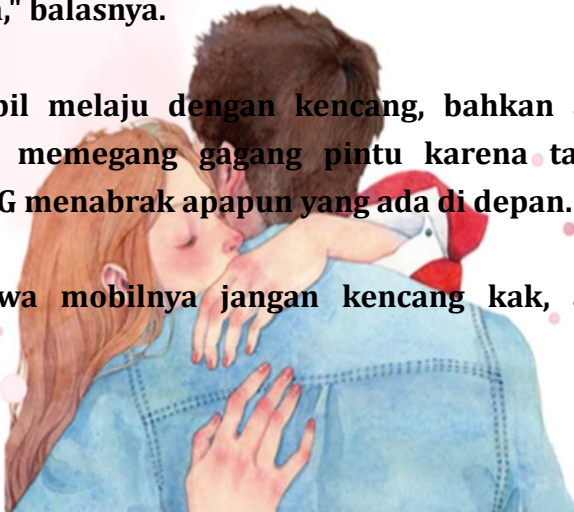 ," balasnya.
bil melaju dengan kencang, bahkan
memegang gagang pintu karena ta
G menabrak apapun yang ada di depan.
wa mobilnya jangan kencang kak,